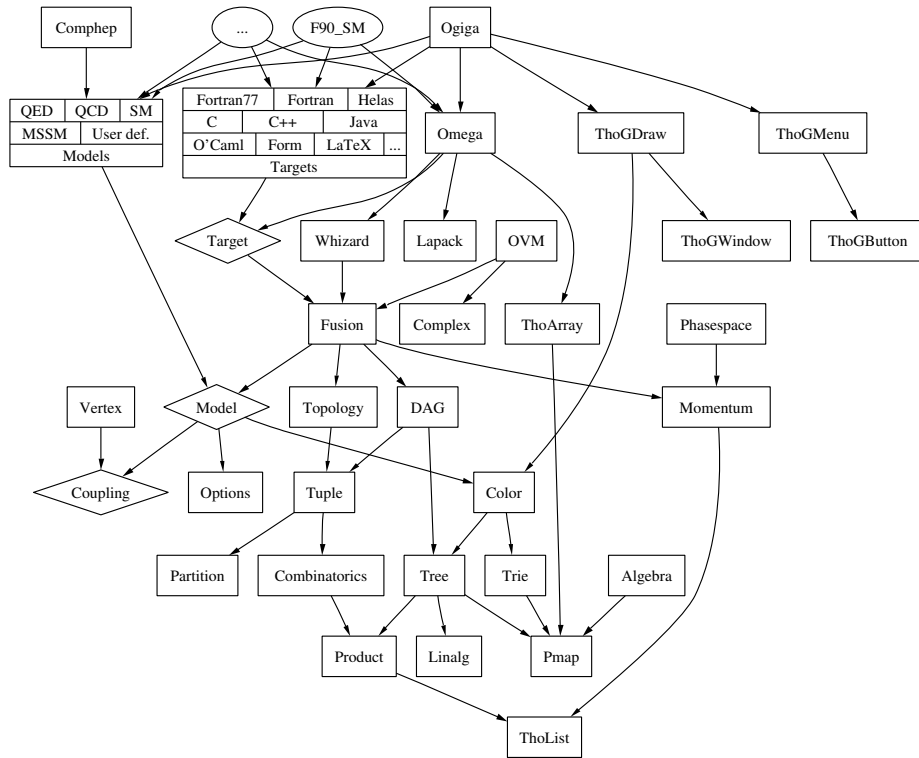 Comphep
...
F90_SM
Ogiga
QED QCD SM
MSSM User def.
Models
Fortran77 Fortran Helas
C C++ Java
O'Caml Form LaTeX ...
Targets
Omega
ThoGDraw
ThoGMenu
Target
Whizard
Lapack
OVM
ThoGWindow
ThoGButton
Fusion
Complex
ThoArray
Phasespace
Vertex
Model
Topology
DAG
Momentum
Coupling
Options
Tuple
Color
Partition
Combinatorics
Tree
Trie
Algebra
Product
Linalg
Pmap
ThoList